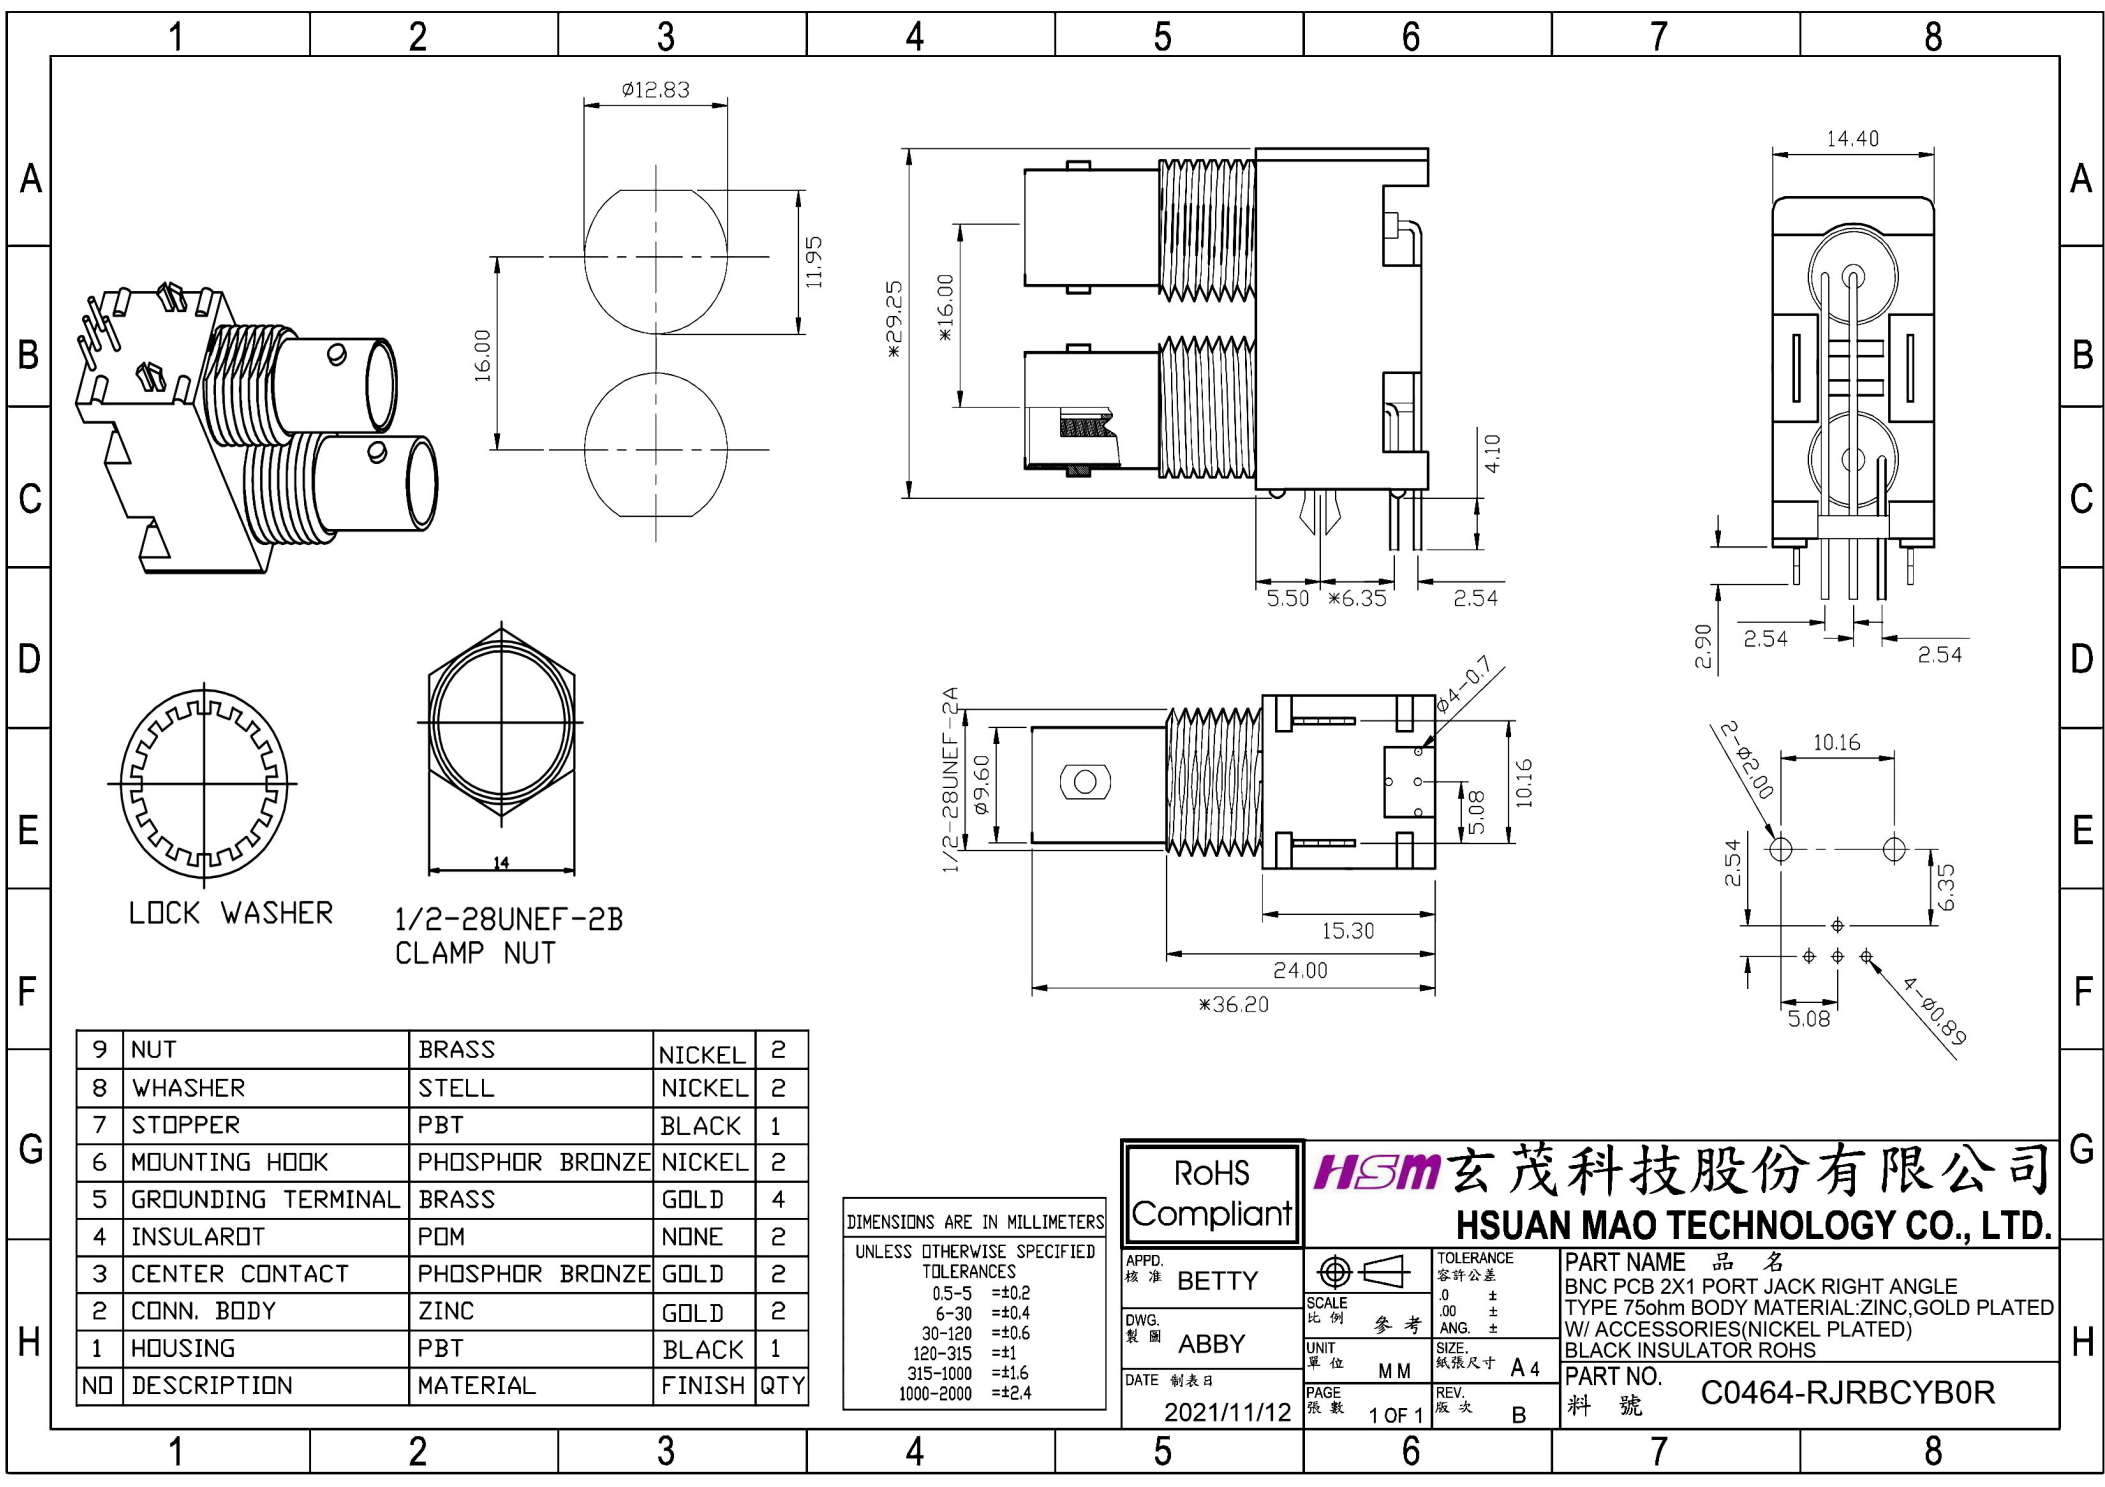 1 2 3 4 5 6 7 8
A A
B B
C C
D D
E E
F F
G G
H H
1 2 3 4 5 6 7 8
ø12.83
11.95
16.00
*29.25
*16.00
4.10
5.50 *6.35 2.54
14.40
2.90
2.54
2.54
LOCK WASHER
14
1/2-28UNEF-2B
CLAMP NUT
1/2-28UNEF-2A
ø9.60
ø4-0.7
5.08
10.16
15.30
24.00
*36.20
2-ø2.00
10.16
2.54
6.35
5.08
4-ø0.89
9 NUT BRASS NICKEL 2
8 WHASHER STELL NICKEL 2
7 STOPPER PBT BLACK 1
6 MOUNTING HOOK PHOSPHOR BRONZE NICKEL 2
5 GROUNDING TERMINAL BRASS GOLD 4
4 INSULAROT POM NONE 2
3 CENTER CONTACT PHOSPHOR BRONZE GOLD 2
2 CONN. BODY ZINC GOLD 2
1 HOUSING PBT BLACK 1
NO DESCRIPTION MATERIAL FINISH QTY
DIMENSIONS ARE IN MILLIMETERS
UNLESS OTHERWISE SPECIFIED
TOLERANCES
0.5-5 =±0.2
6-30 =±0.4
30-120 =±0.6
120-315 =±1
315-1000 =±1.6
1000-2000 =±2.4
RoHS
Compliant
HSM 玄茂科技股份有限公司
HSUAN MAO TECHNOLOGY CO., LTD.
APPD.
核 准 BETTY
DWG.
製 圖 ABBY
DATE 制表日
2021/11/12
SCALE
比 例 參 考
UNIT
單 位 MM
PAGE
張 數 1 OF 1
TOLERANCE
容許公差
.0 ±
.00 ±
ANG. ±
SIZE.
紙張尺寸 A4
REV.
版 次 B
PART NAME 品 名
BNC PCB 2X1 PORT JACK RIGHT ANGLE
TYPE 75ohm BODY MATERIAL:ZINC,GOLD PLATED
W/ ACCESSORIES(NICKEL PLATED)
BLACK INSULATOR ROHS
PART NO.
料 號 C0464-RJRBCYB0R